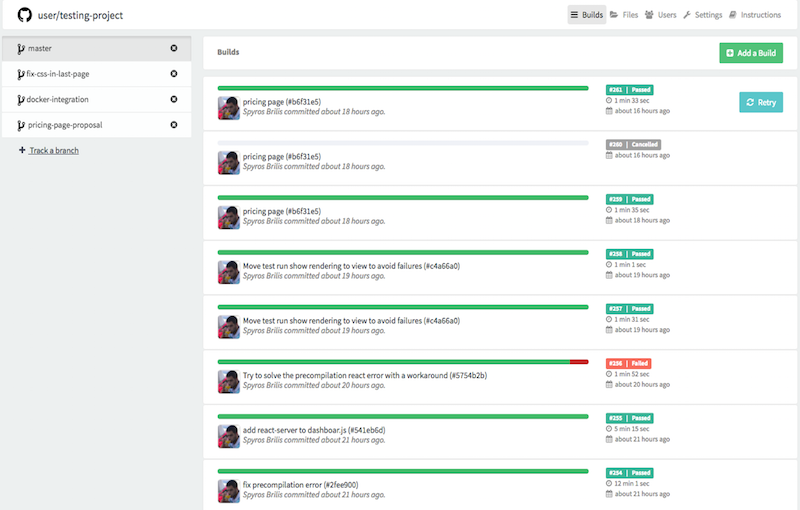 user/testing-project
Builds Files Users Settings Instructions
master
fix-css-in-last-page
docker-integration
pricing-page-proposal
Track a branch
Builds
Add a Build
pricing page (#b6f31e5)
Spyros Brilis committed about 18 hours ago.
#261 | Passed
1 min 33 sec
about 16 hours ago
Retry
pricing page (#b6f31e5)
Spyros Brilis committed about 18 hours ago.
#260 | Cancelled
about 16 hours ago
pricing page (#b6f31e5)
Spyros Brilis committed about 18 hours ago.
#259 | Passed
1 min 35 sec
about 18 hours ago
Move test run show rendering to view to avoid failures (#c4a66a0)
Spyros Brilis committed about 19 hours ago.
#258 | Passed
1 min 1 sec
about 19 hours ago
Move test run show rendering to view to avoid failures (#c4a66a0)
Spyros Brilis committed about 19 hours ago.
#257 | Passed
1 min 31 sec
about 19 hours ago
Try to solve the precompilation react error with a workaround (#5754b2b)
Spyros Brilis committed about 20 hours ago.
#256 | Failed
1 min 52 sec
about 20 hours ago
add react-server to dashboar.js (#541eb6d)
Spyros Brilis committed about 21 hours ago.
#255 | Passed
5 min 15 sec
about 21 hours ago
fix precompilation error (#2fee900)
Spyros Brilis committed about 21 hours ago.
#254 | Passed
12 min 1 sec
about 21 hours ago